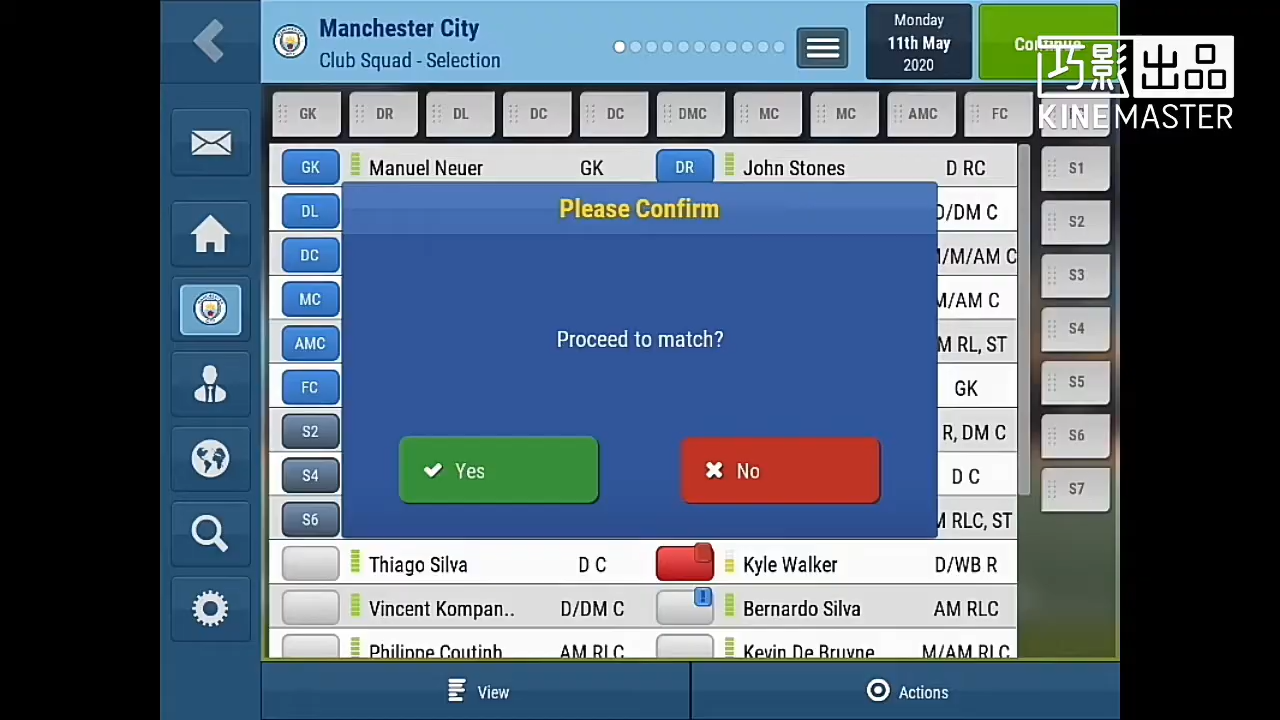 Manchester City
Club Squad - Selection
Monday
11th May
2020
Continue
巧影出品
KINEMASTER
GK DR DL DC DC DMC MC MC AMC FC
GK Manuel Neuer GK DR John Stones D RC S1
DL D/DM C S2
DC M/M/AM C S3
MC M/AM C S4
AMC M RL, ST S5
FC GK S6
S2 R, DM C S7
S4 D C
S6 M RLC, ST
Please Confirm
Proceed to match?
Yes No
Thiago Silva D C Kyle Walker D/WB R
Vincent Kompan.. D/DM C Bernardo Silva AM RLC
Philippe Coutinh AM RLC Kevin De Bruyne M/AM RLC
View Actions